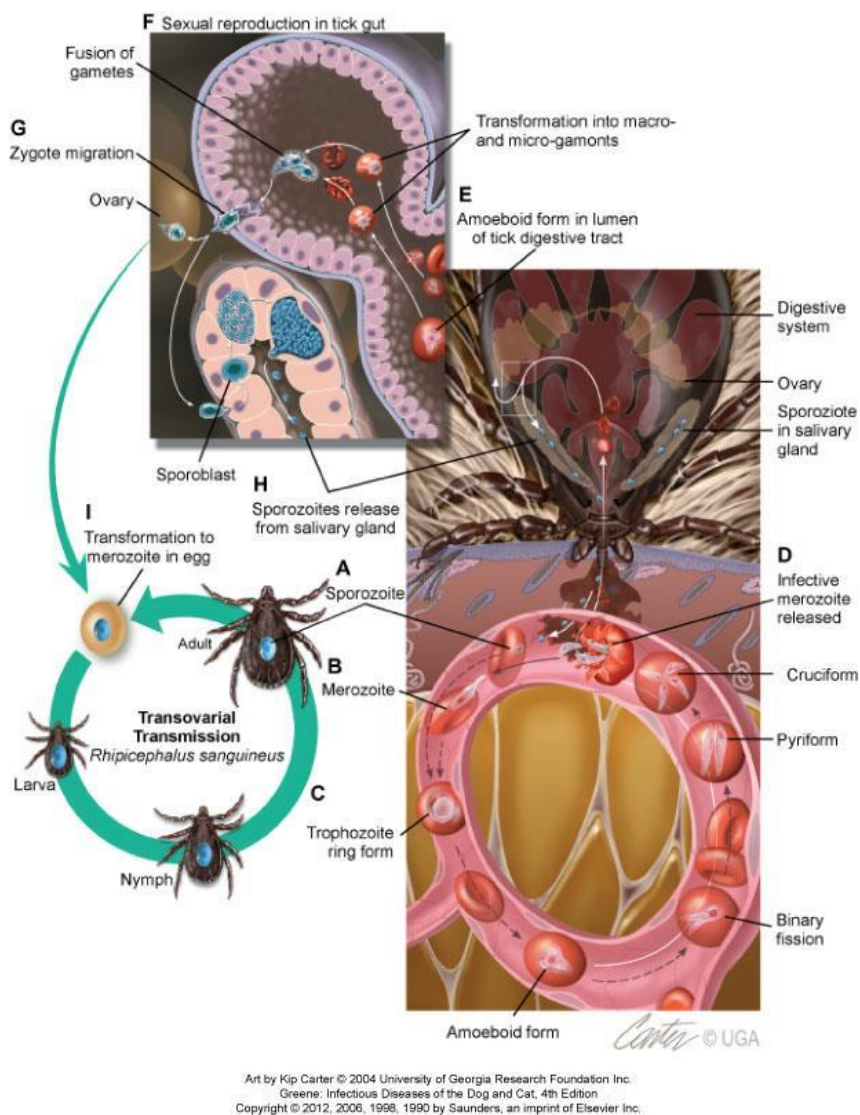 F Sexual reproduction in tick gut
Fusion of
gametes
Transformation into macro-
and micro-gamonts
G
Zygote migration
Ovary
E
Amoeboid form in lumen
of tick digestive tract
Digestive
system
Ovary
Sporoziote
in salivary
gland
Sporoblast
H
Sporozoites release
from salivary gland
I
Transformation to
merozoite in egg
A
Sporozoite
Adult
D
Infective
merozoite
released
B
Merozoite
Cruciform
Transovarial
Transmission
Rhipicephalus sanguineus
Pyriform
Larva
C
Trophozoite
ring form
Nymph
Binary
fission
Amoeboid form
Carter © UGA
Art by Kip Carter © 2004 University of Georgia Research Foundation Inc.
Greene: Infectious Diseases of the Dog and Cat, 4th Edition
Copyright © 2012, 2006, 1998, 1990 by Saunders, an imprint of Elsevier Inc.